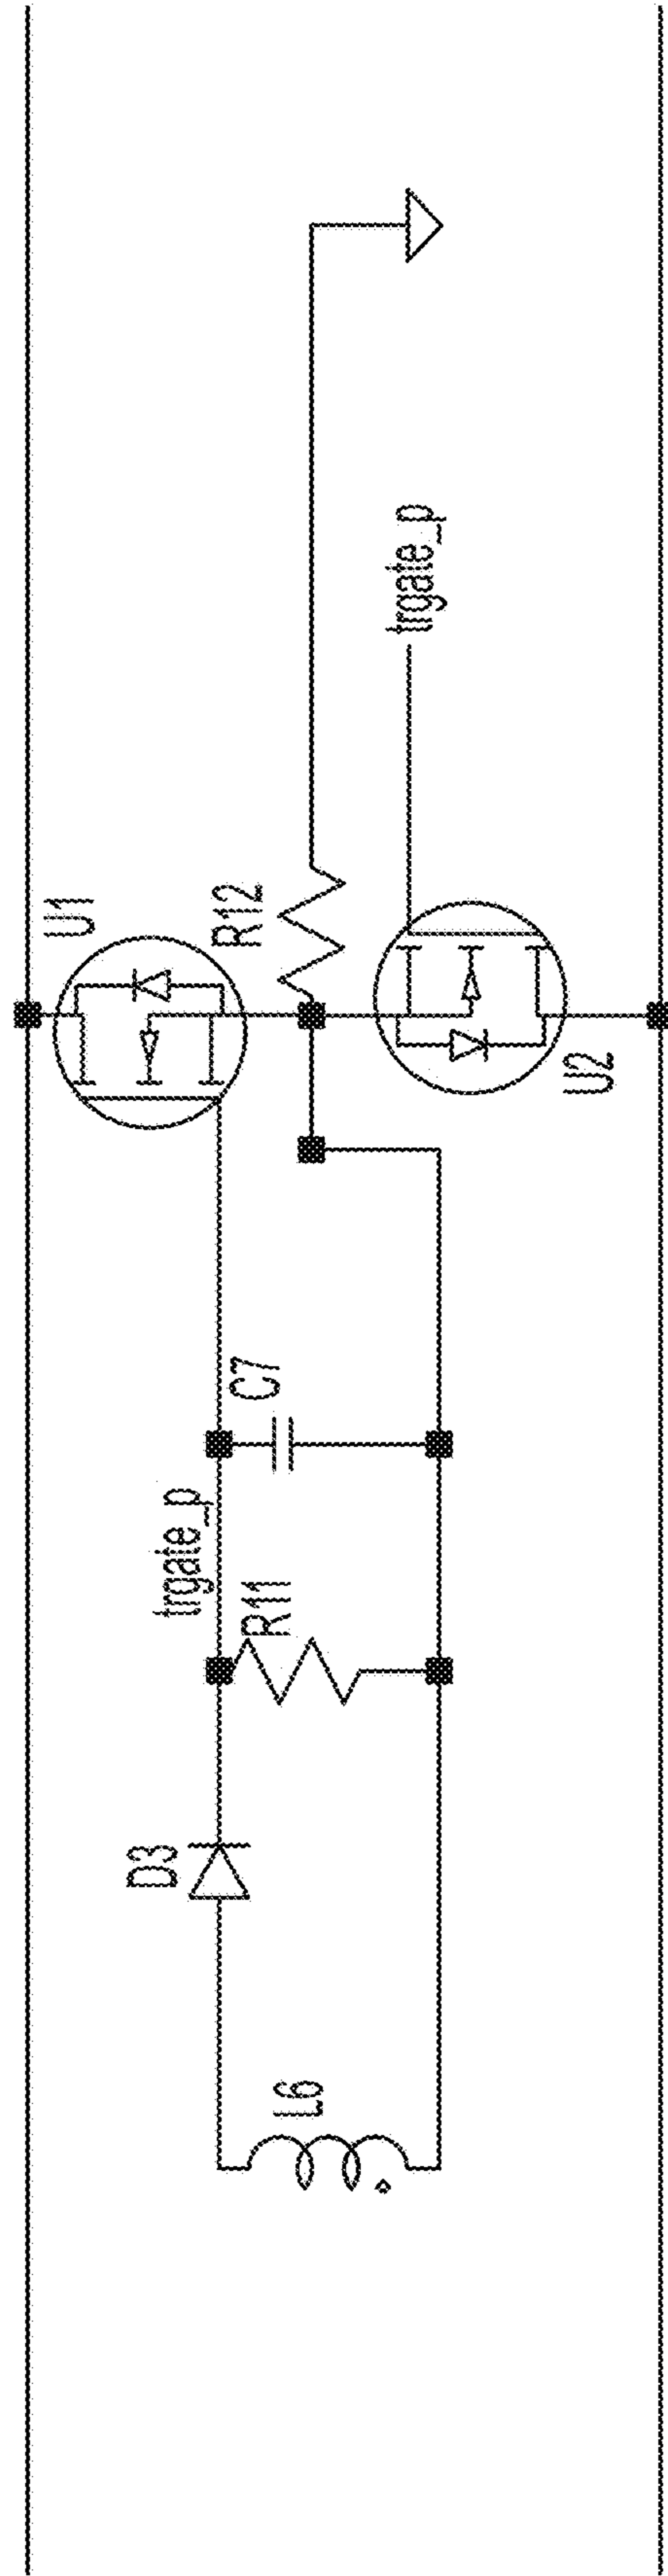 L6
D3
R11
trgate_p
C7
U1
R12
U2
trgate_p